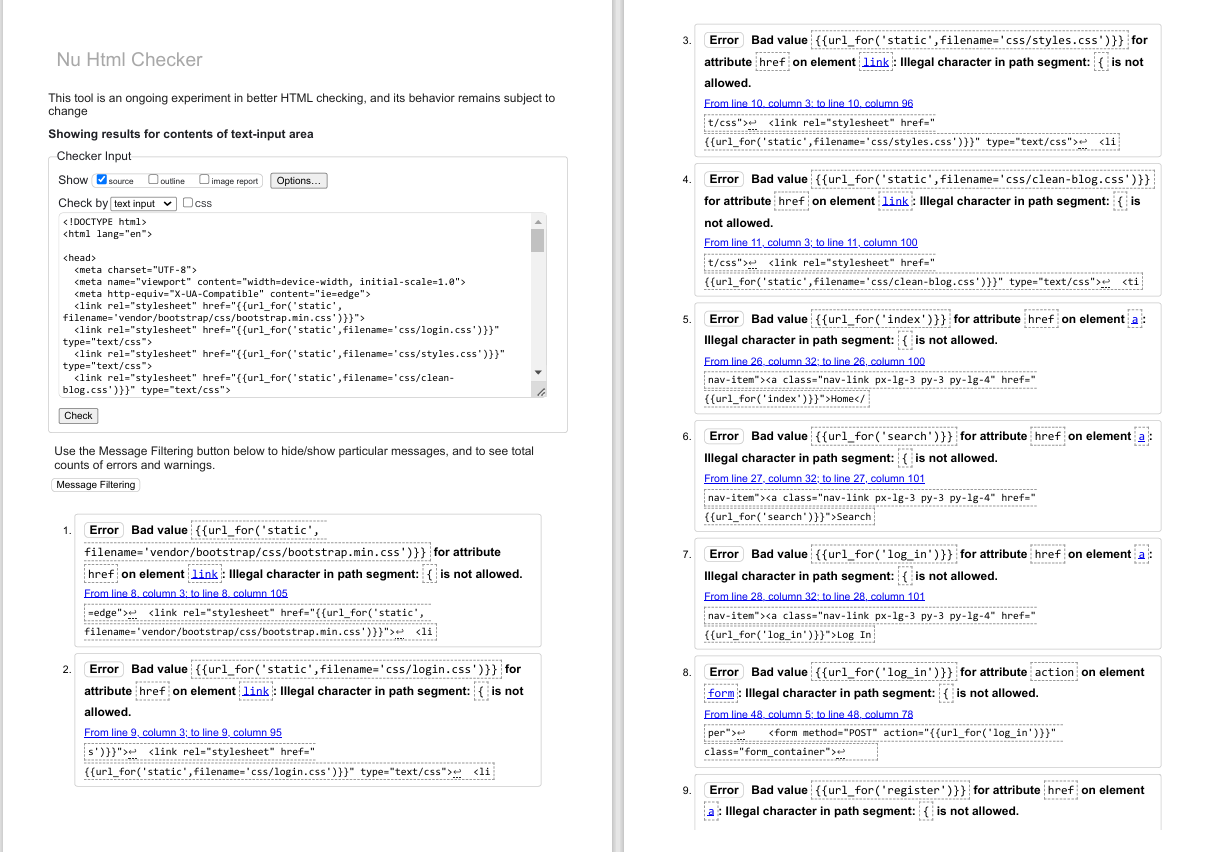 Nu Html Checker
This tool is an ongoing experiment in better HTML checking, and its behavior remains subject to
change
Showing results for contents of text-input area
Checker Input
Show source outline image report Options...
Check by text input css
<!DOCTYPE html>
<html lang="en">
<head>
<meta charset="UTF-8">
<meta name="viewport" content="width=device-width, initial-scale=1.0">
<meta http-equiv="X-UA-Compatible" content="ie=edge">
<link rel="stylesheet" href="{{url_for('static',
filename='vendor/bootstrap/css/bootstrap.min.css')}}">
<link rel="stylesheet" href="{{url_for('static',filename='css/login.css')}}"
type="text/css">
<link rel="stylesheet" href="{{url_for('static',filename='css/styles.css')}}"
type="text/css">
<link rel="stylesheet" href="{{url_for('static',filename='css/clean-
blog.css')}}" type="text/css">
Check
Use the Message Filtering button below to hide/show particular messages, and to see total
counts of errors and warnings.
Message Filtering
1. Error Bad value {{url_for('static',
filename='vendor/bootstrap/css/bootstrap.min.css')}} for attribute
href on element link: Illegal character in path segment: { is not allowed.
From line 8, column 3; to line 8, column 105
=edge">↩ <link rel="stylesheet" href="{{url_for('static',
filename='vendor/bootstrap/css/bootstrap.min.css')}}">↩ <li
2. Error Bad value {{url_for('static',filename='css/login.css')}} for
attribute href on element link: Illegal character in path segment: { is not
allowed.
From line 9, column 3; to line 9, column 95
s')}}">↩ <link rel="stylesheet" href="
{{url_for('static',filename='css/login.css')}}" type="text/css">↩ <li
3. Error Bad value {{url_for('static',filename='css/styles.css')}} for
attribute href on element link: Illegal character in path segment: { is not
allowed.
From line 10, column 3; to line 10, column 96
t/css">↩ <link rel="stylesheet" href="
{{url_for('static',filename='css/styles.css')}}" type="text/css">↩ <li
4. Error Bad value {{url_for('static',filename='css/clean-blog.css')}}
for attribute href on element link: Illegal character in path segment: { is
not allowed.
From line 11, column 3; to line 11, column 100
t/css">↩ <link rel="stylesheet" href="
{{url_for('static',filename='css/clean-blog.css')}}" type="text/css">↩ <ti
5. Error Bad value {{url_for('index')}} for attribute href on element a:
Illegal character in path segment: { is not allowed.
From line 26, column 32; to line 26, column 100
nav-item"><a class="nav-link px-lg-3 py-3 py-lg-4" href="
{{url_for('index')}}">Home</
6. Error Bad value {{url_for('search')}} for attribute href on element a:
Illegal character in path segment: { is not allowed.
From line 27, column 32; to line 27, column 101
nav-item"><a class="nav-link px-lg-3 py-3 py-lg-4" href="
{{url_for('search')}}">Search
7. Error Bad value {{url_for('log_in')}} for attribute href on element a:
Illegal character in path segment: { is not allowed.
From line 28, column 32; to line 28, column 101
nav-item"><a class="nav-link px-lg-3 py-3 py-lg-4" href="
{{url_for('log_in')}}">Log In
8. Error Bad value {{url_for('log_in')}} for attribute action on element
form: Illegal character in path segment: { is not allowed.
From line 48, column 5; to line 48, column 78
per">↩ <form method="POST" action="{{url_for('log_in')}}"
class="form_container">↩
9. Error Bad value {{url_for('register')}} for attribute href on element
a: Illegal character in path segment: { is not allowed.